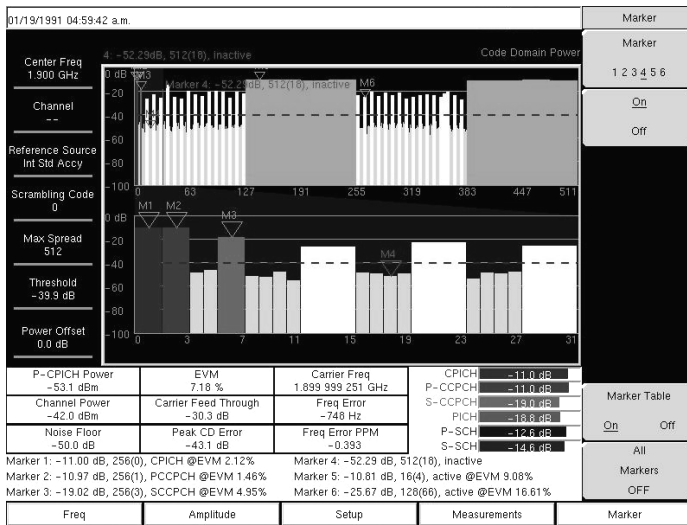 01/19/1991 04:59:42 a.m.
Marker
Center Freq
1.900 GHz
Channel
--
Reference Source
Int Std Accy
Scrambling Code
0
Max Spread
512
Threshold
-39.9 dB
Power Offset
0.0 dB
4: -52.29dB, 512(18), inactive
Code Domain Power
Marker 4: -52.29dB, 512(18), inactive
M3
M6
0 dB
-20
-40
-60
-80
-100
0 63 127 191 255 319 383 447 511
M1 M2 M3 M4
0 dB
-20
-40
-60
-80
-100
0 3 7 11 15 19 23 27 31
Marker
1 2 3 4 5 6
On
Off
Marker Table
On Off
All
Markers
OFF
P-CPICH Power
-53.1 dBm
EVM
7.18 %
Carrier Freq
1.899 999 251 GHz
Channel Power
-42.0 dBm
Carrier Feed Through
-30.3 dB
Freq Error
-748 Hz
Noise Floor
-50.0 dB
Peak CD Error
-43.1 dB
Freq Error PPM
-0.393
CPICH -11.0 dB
P-CCPCH -11.0 dB
S-CCPCH -19.0 dB
PICH -18.8 dB
P-SCH -12.6 dB
S-SCH -14.6 dB
Marker 1: -11.00 dB, 256(0), CPICH @EVM 2.12%
Marker 2: -10.97 dB, 256(1), PCCPCH @EVM 1.46%
Marker 3: -19.02 dB, 256(3), SCCPCH @EVM 4.95%
Marker 4: -52.29 dB, 512(18), inactive
Marker 5: -10.81 dB, 16(4), active @EVM 9.08%
Marker 6: -25.67 dB, 128(66), active @EVM 16.61%
Freq
Amplitude
Setup
Measurements
Marker